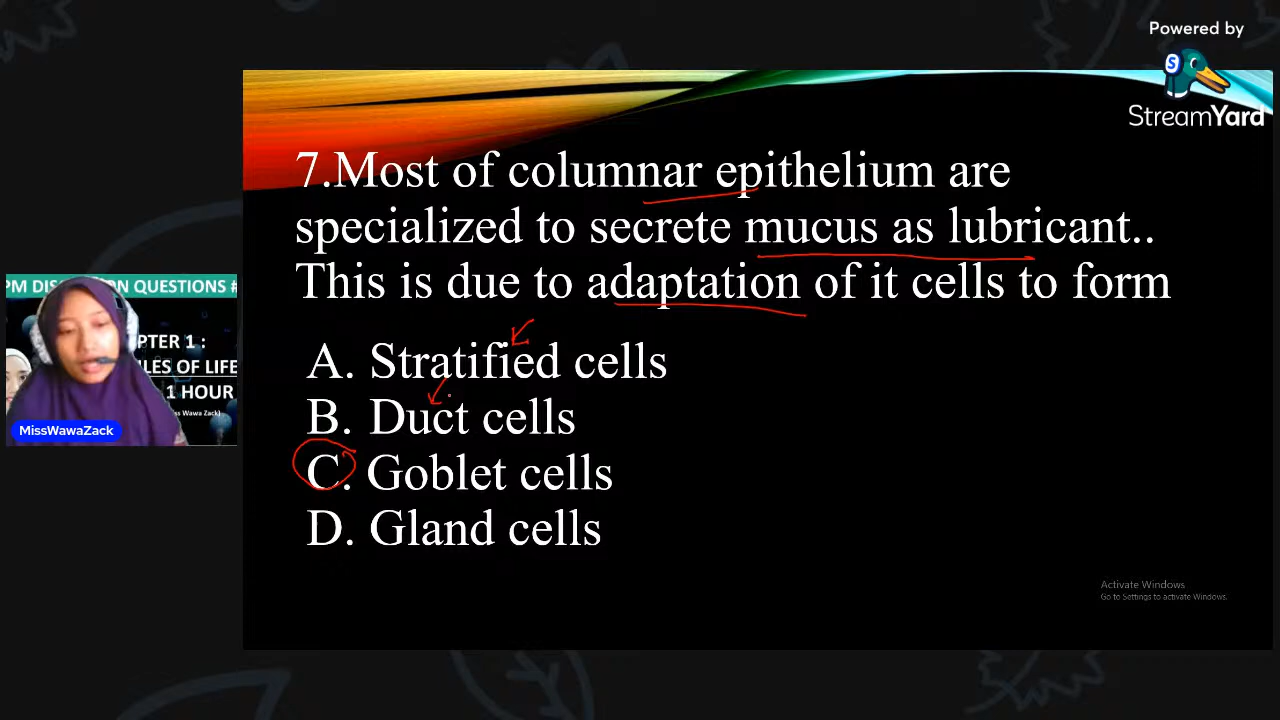 Powered by
StreamYard
7.Most of columnar epithelium are
specialized to secrete mucus as lubricant..
This is due to adaptation of it cells to form
A. Stratified cells
B. Duct cells
C. Goblet cells
D. Gland cells
QUESTIONS #
PTER 1 :
LES OF LIFE
1 HOUR
MissWawaZack
Activate Windows
Go to Settings to activate Windows.